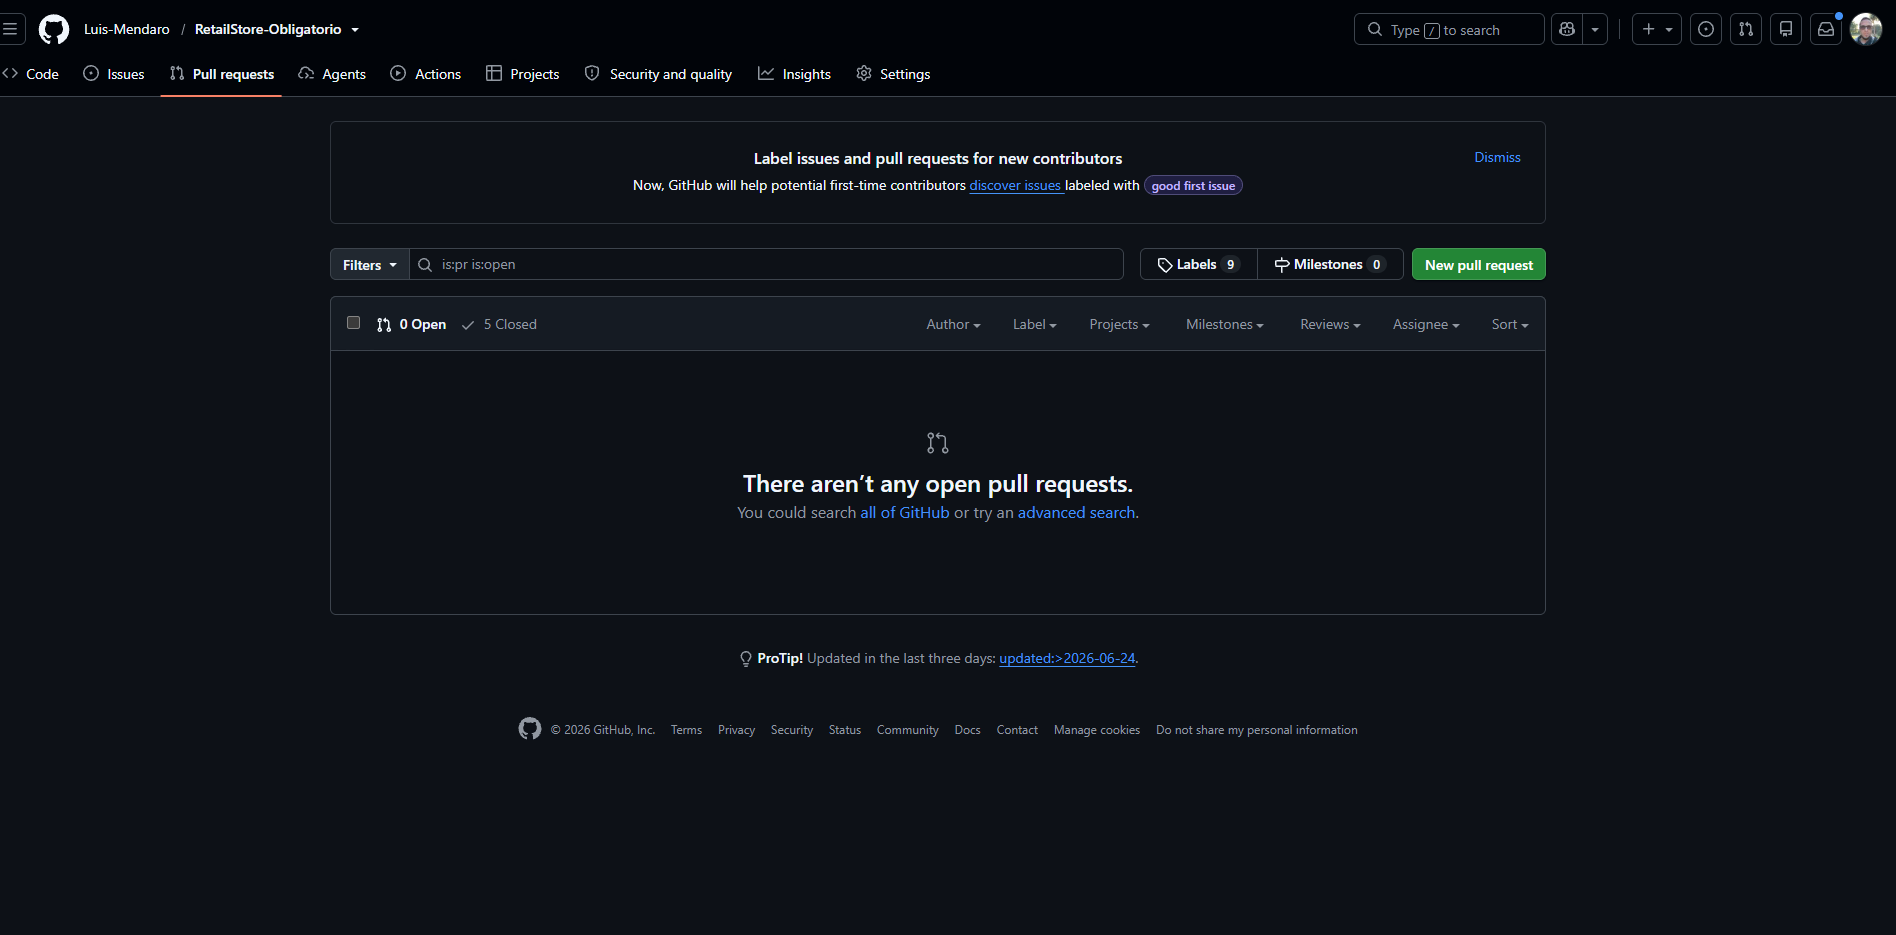 Luis-Mendaro / RetailStore-Obligatorio
Type / to search
Code Issues Pull requests Agents Actions Projects Security and quality Insights Settings
Label issues and pull requests for new contributors
Dismiss
Now, GitHub will help potential first-time contributors discover issues labeled with good first issue
Filters is:pr is:open Labels 9 Milestones 0 New pull request
0 Open 5 Closed Author Label Projects Milestones Reviews Assignee Sort
There aren’t any open pull requests.
You could search all of GitHub or try an advanced search.
ProTip! Updated in the last three days: updated:>2026-06-24.
© 2026 GitHub, Inc. Terms Privacy Security Status Community Docs Contact Manage cookies Do not share my personal information